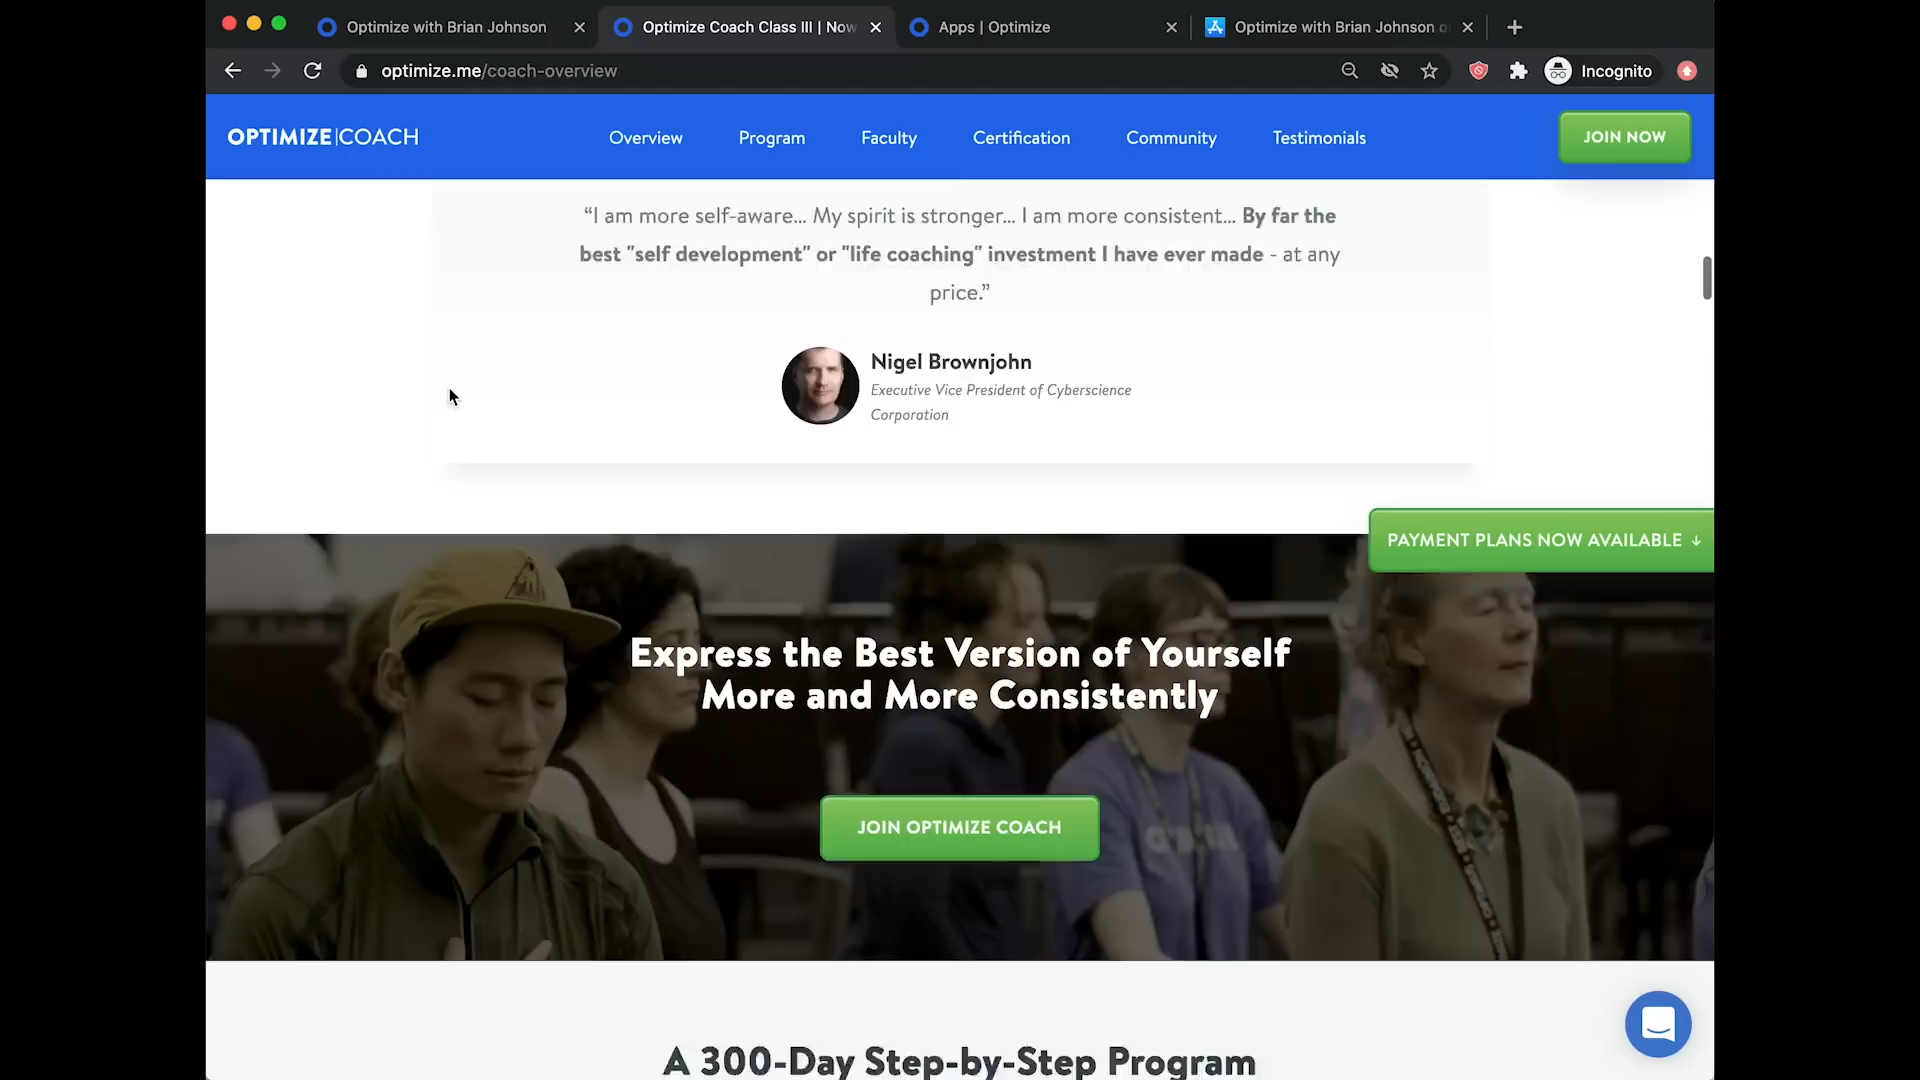 Optimize with Brian Johnson
Optimize Coach Class III | Now
Apps | Optimize
Optimize with Brian Johnson o
optimize.me/coach-overview
Incognito
OPTIMIZE|COACH
Overview
Program
Faculty
Certification
Community
Testimonials
JOIN NOW
“I am more self-aware... My spirit is stronger... I am more consistent... By far the
best "self development" or "life coaching" investment I have ever made - at any
price.”
Nigel Brownjohn
Executive Vice President of Cyberscience
Corporation
PAYMENT PLANS NOW AVAILABLE ↓
Express the Best Version of Yourself
More and More Consistently
JOIN OPTIMIZE COACH
A 300-Day Step-by-Step Program